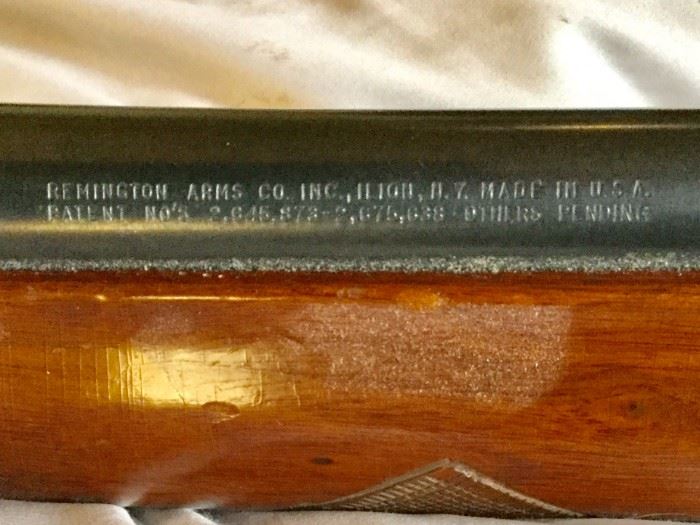 REMINGTON ARMS CO. INC., ILION, N.Y. MADE IN U.S.A.
PATENT NO'S 2,645,873-2,675,638 OTHERS PENDING